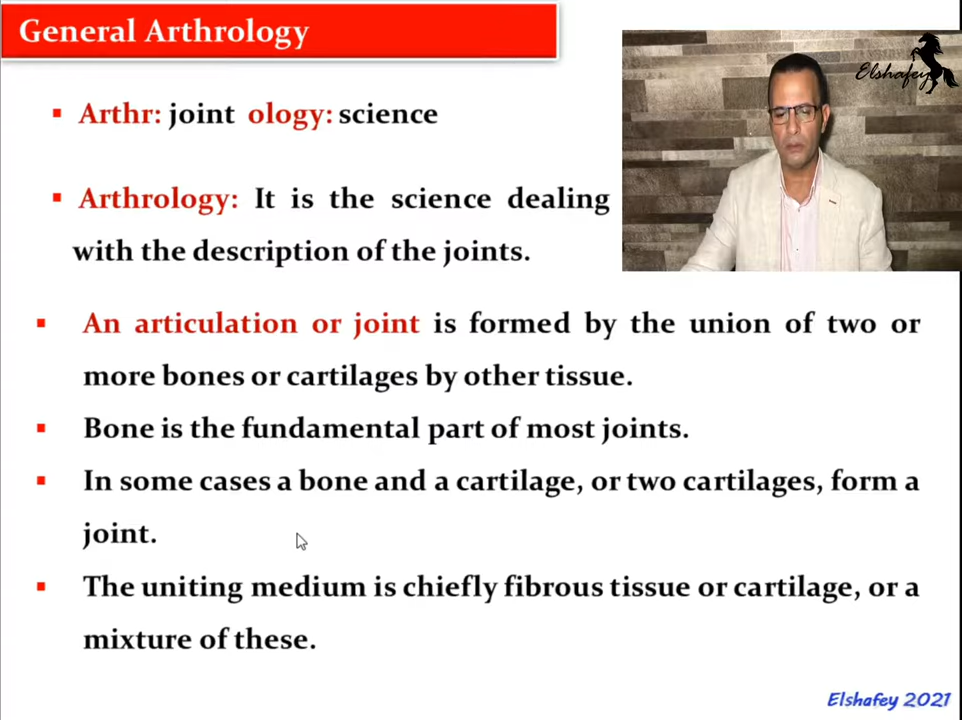 General Arthrology
Elshafey
▪ Arthr: joint ology: science
▪ Arthrology: It is the science dealing
with the description of the joints.
▪ An articulation or joint is formed by the union of two or
more bones or cartilages by other tissue.
▪ Bone is the fundamental part of most joints.
▪ In some cases a bone and a cartilage, or two cartilages, form a
joint.
▪ The uniting medium is chiefly fibrous tissue or cartilage, or a
mixture of these.
Elshafey 2021